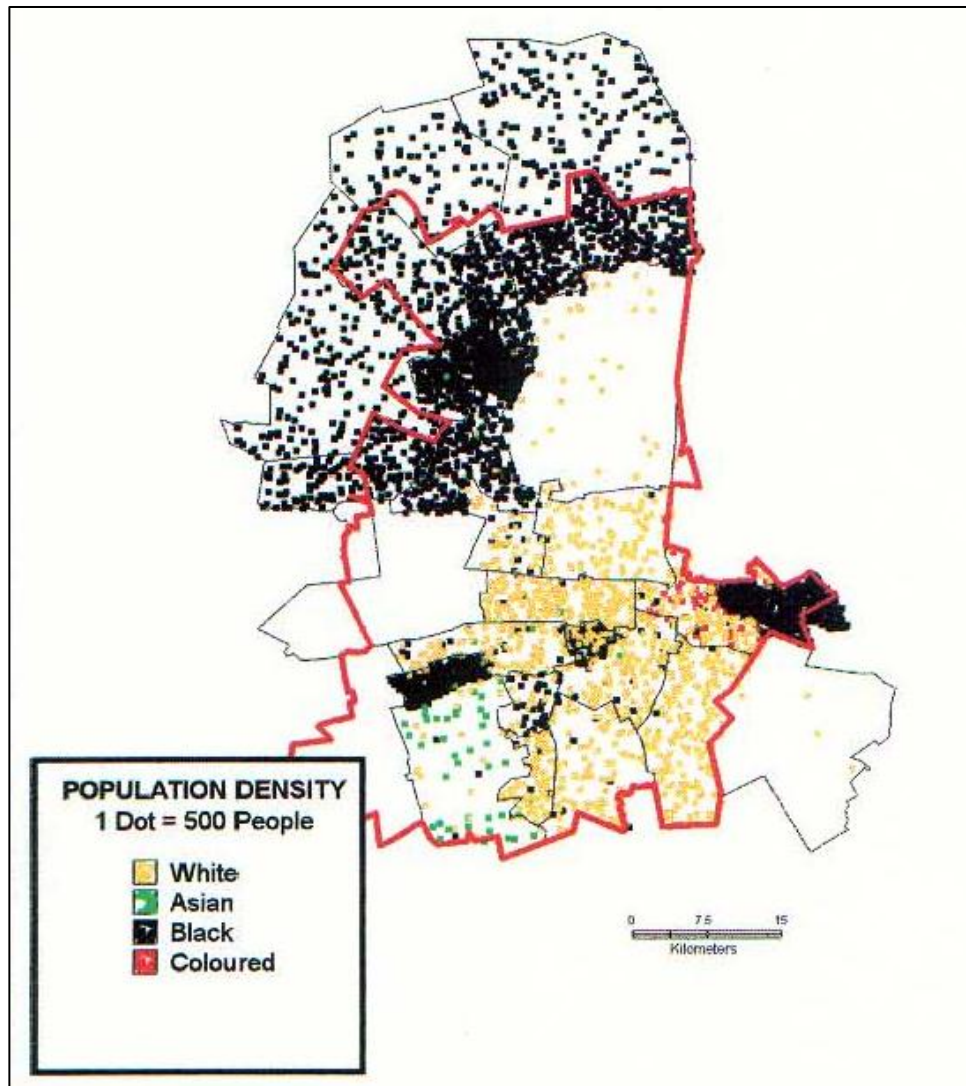 POPULATION DENSITY
1 Dot = 500 People
White
Asian
Black
Coloured
0 7.5 15
Kilometers